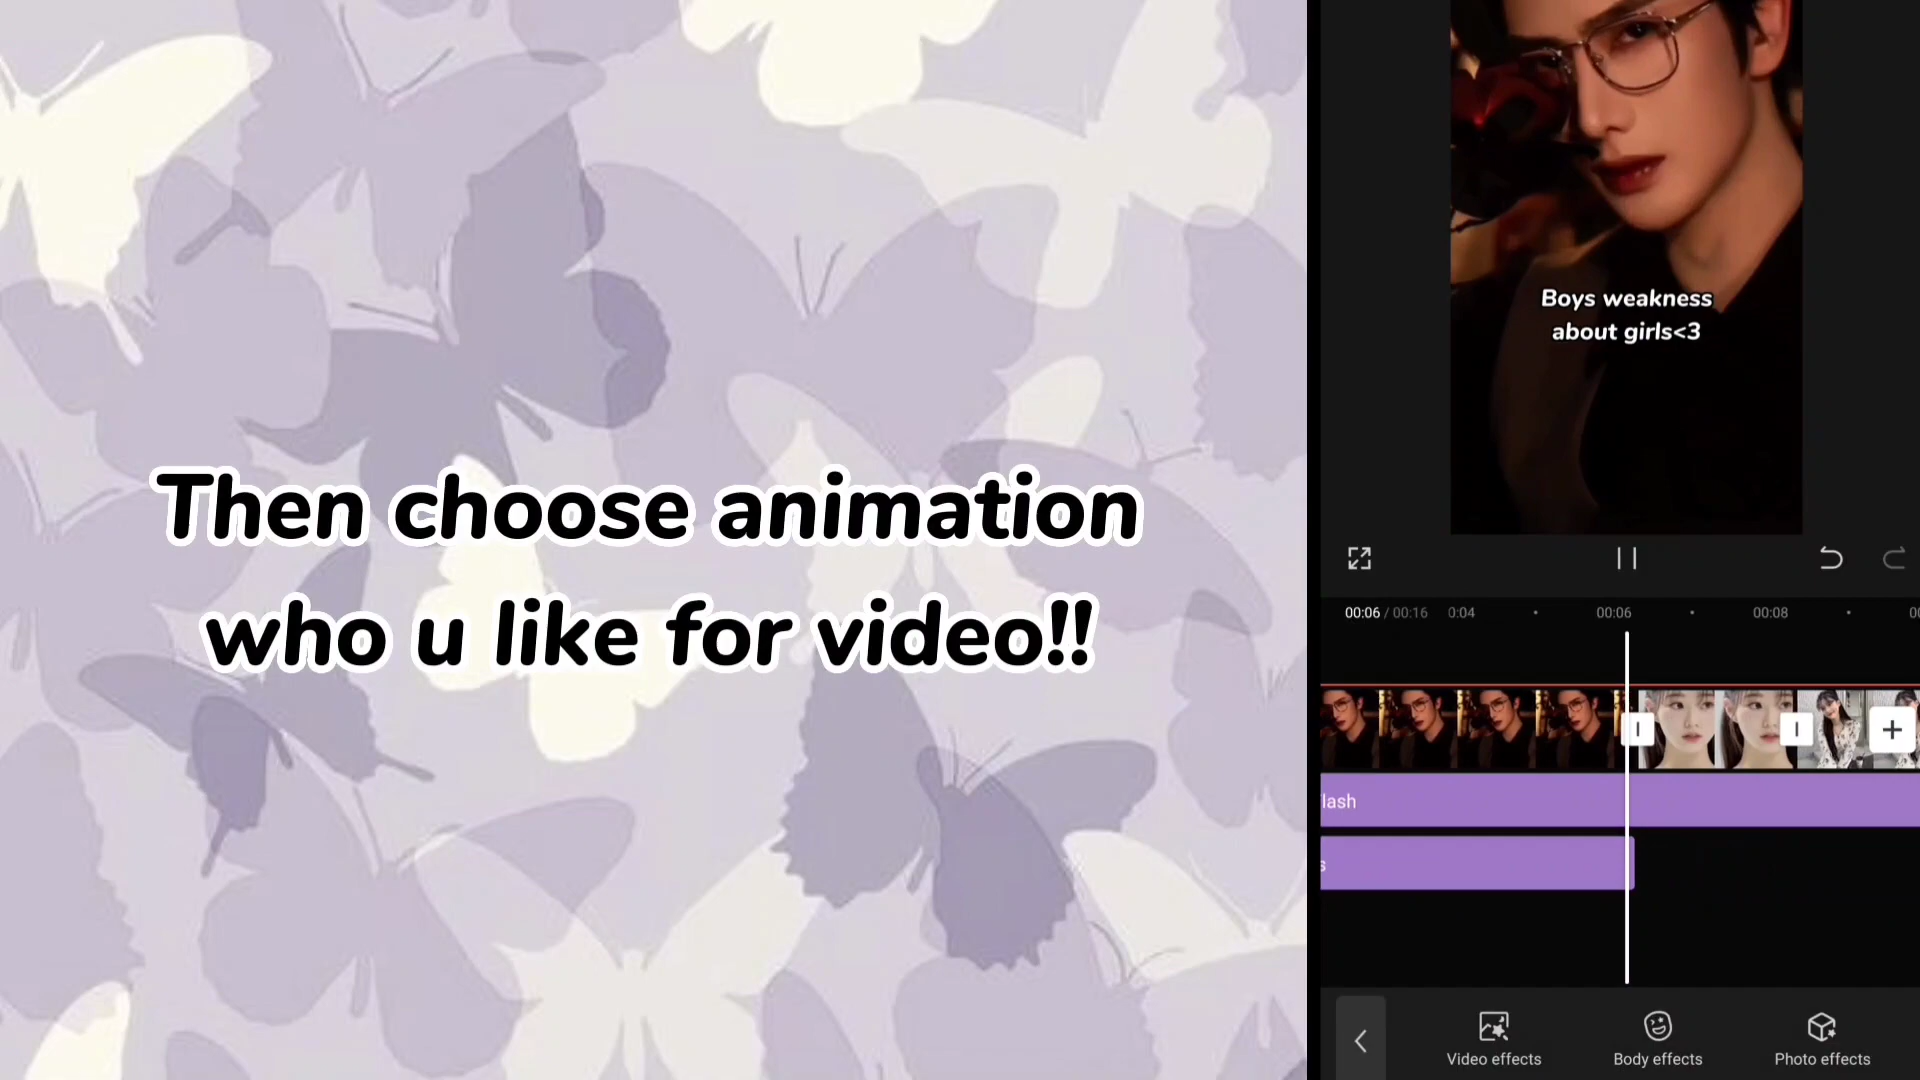 Then choose animation
who u like for video!!
Boys weakness
about girls<3
00:06 / 00:16
0:04
00:06
00:08
lash
s
Video effects
Body effects
Photo effects